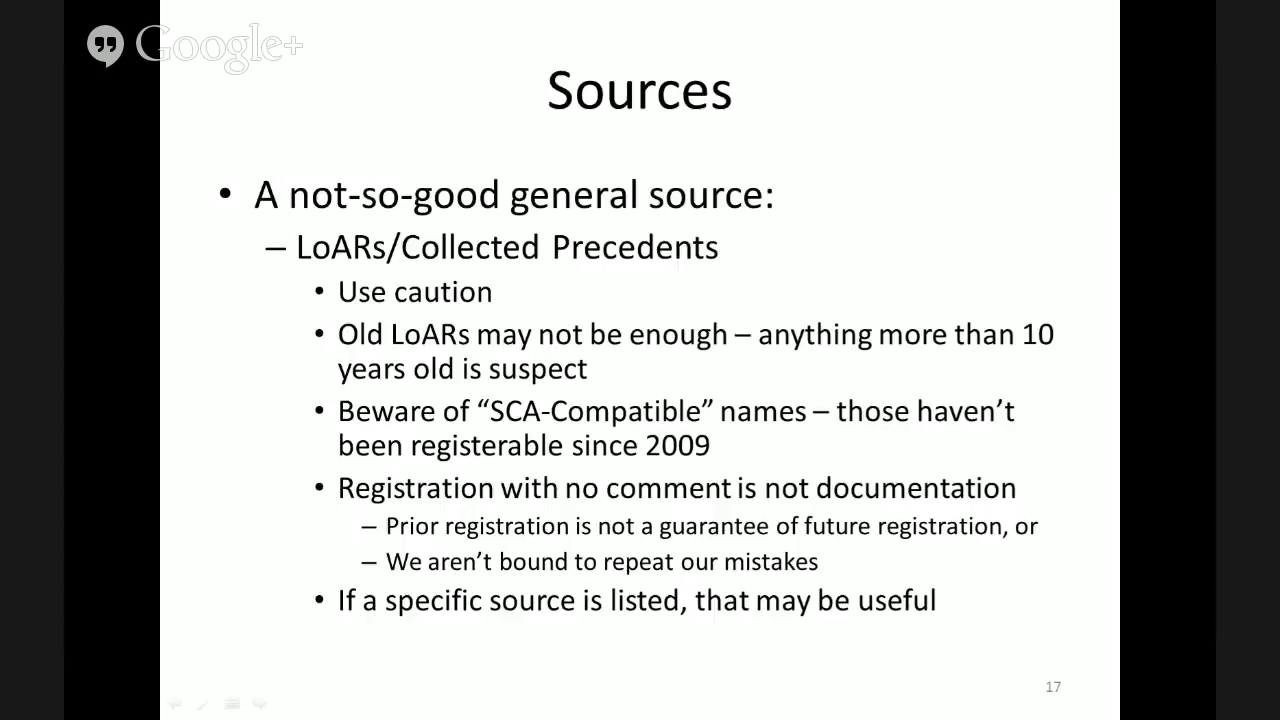 Google+
Sources
• A not-so-good general source:
– LoARs/Collected Precedents
• Use caution
• Old LoARs may not be enough – anything more than 10
years old is suspect
• Beware of “SCA-Compatible” names – those haven’t
been registerable since 2009
• Registration with no comment is not documentation
– Prior registration is not a guarantee of future registration, or
– We aren’t bound to repeat our mistakes
• If a specific source is listed, that may be useful
17